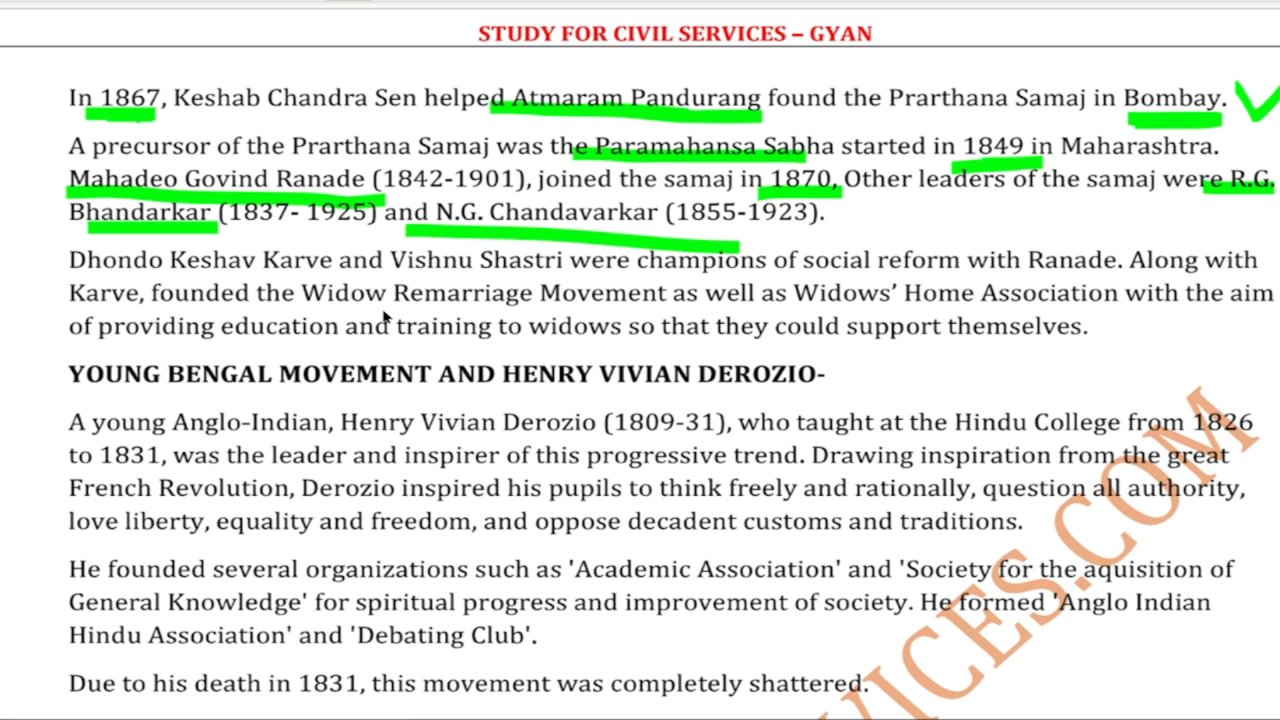 STUDY FOR CIVIL SERVICES – GYAN
In 1867, Keshab Chandra Sen helped Atmaram Pandurang found the Prarthana Samaj in Bombay.
A precursor of the Prarthana Samaj was the Paramahansa Sabha started in 1849 in Maharashtra.
Mahadeo Govind Ranade (1842-1901), joined the samaj in 1870, Other leaders of the samaj were R.G.
Bhandarkar (1837- 1925) and N.G. Chandavarkar (1855-1923).
Dhondo Keshav Karve and Vishnu Shastri were champions of social reform with Ranade. Along with
Karve, founded the Widow Remarriage Movement as well as Widows’ Home Association with the aim
of providing education and training to widows so that they could support themselves.
YOUNG BENGAL MOVEMENT AND HENRY VIVIAN DEROZIO-
A young Anglo-Indian, Henry Vivian Derozio (1809-31), who taught at the Hindu College from 1826
to 1831, was the leader and inspirer of this progressive trend. Drawing inspiration from the great
French Revolution, Derozio inspired his pupils to think freely and rationally, question all authority,
love liberty, equality and freedom, and oppose decadent customs and traditions.
He founded several organizations such as 'Academic Association' and 'Society for the aquisition of
General Knowledge' for spiritual progress and improvement of society. He formed 'Anglo Indian
Hindu Association' and 'Debating Club'.
Due to his death in 1831, this movement was completely shattered.
VICES.COM